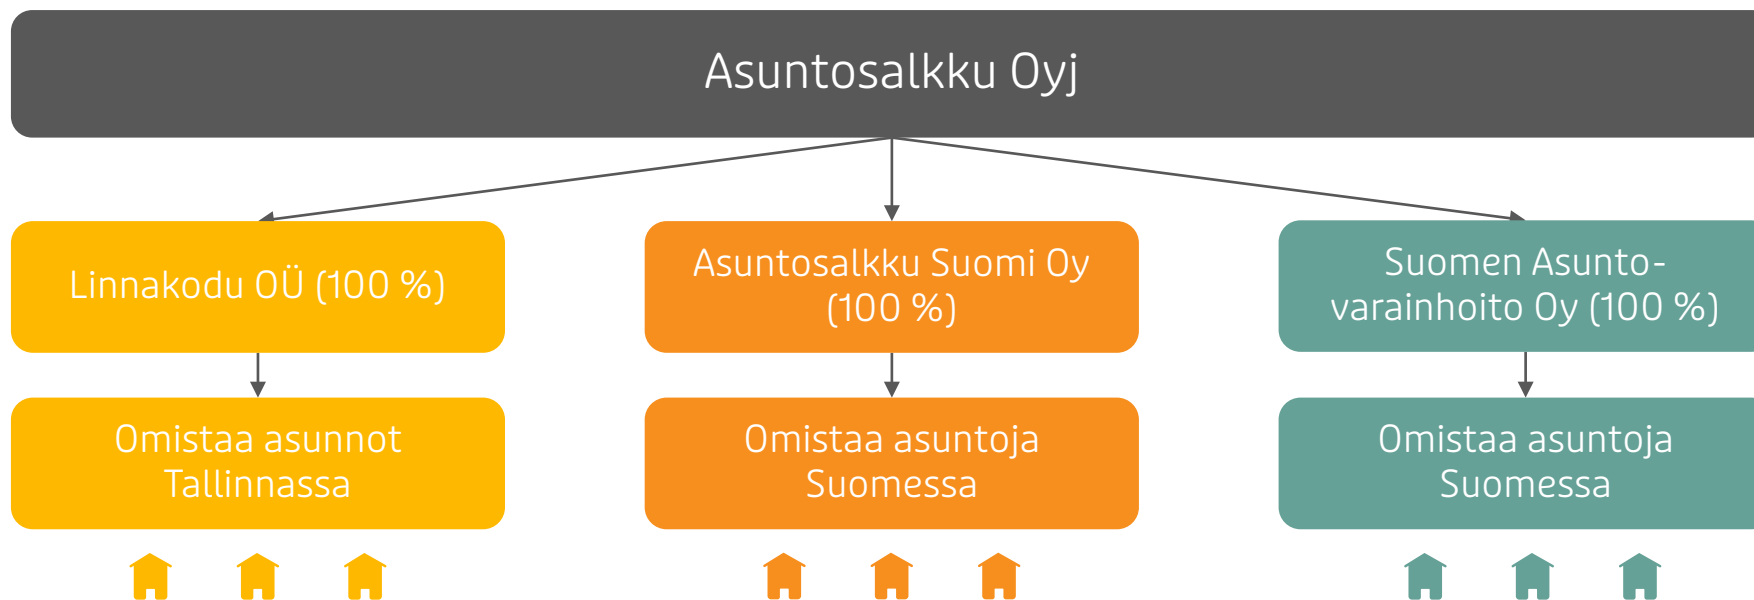 Asuntosalkku Oyj
Linnakodu OÜ (100 %)
Asuntosalkku Suomi Oy
(100 %)
Suomen Asunto-
varainhoito Oy (100 %)
Omistaa asunnot
Tallinnassa
Omistaa asuntoja
Suomessa
Omistaa asuntoja
Suomessa